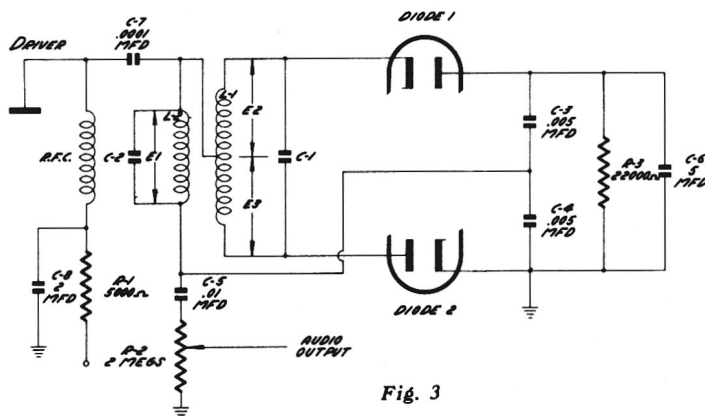 DIODE 1
C-7
.0001
MFD
DRIVER
L-2
L-1
E2
C-3
.005
MFD
R.F.C.
C-2
E1
C-1
R-3
22000Ω
C-6
5
MFD
E3
C-4
.005
MFD
C-8
2
MFD
R-1
5000Ω
C-5
.01
MFD
DIODE 2
R-2
2 MEGS
AUDIO
OUTPUT
Fig. 3